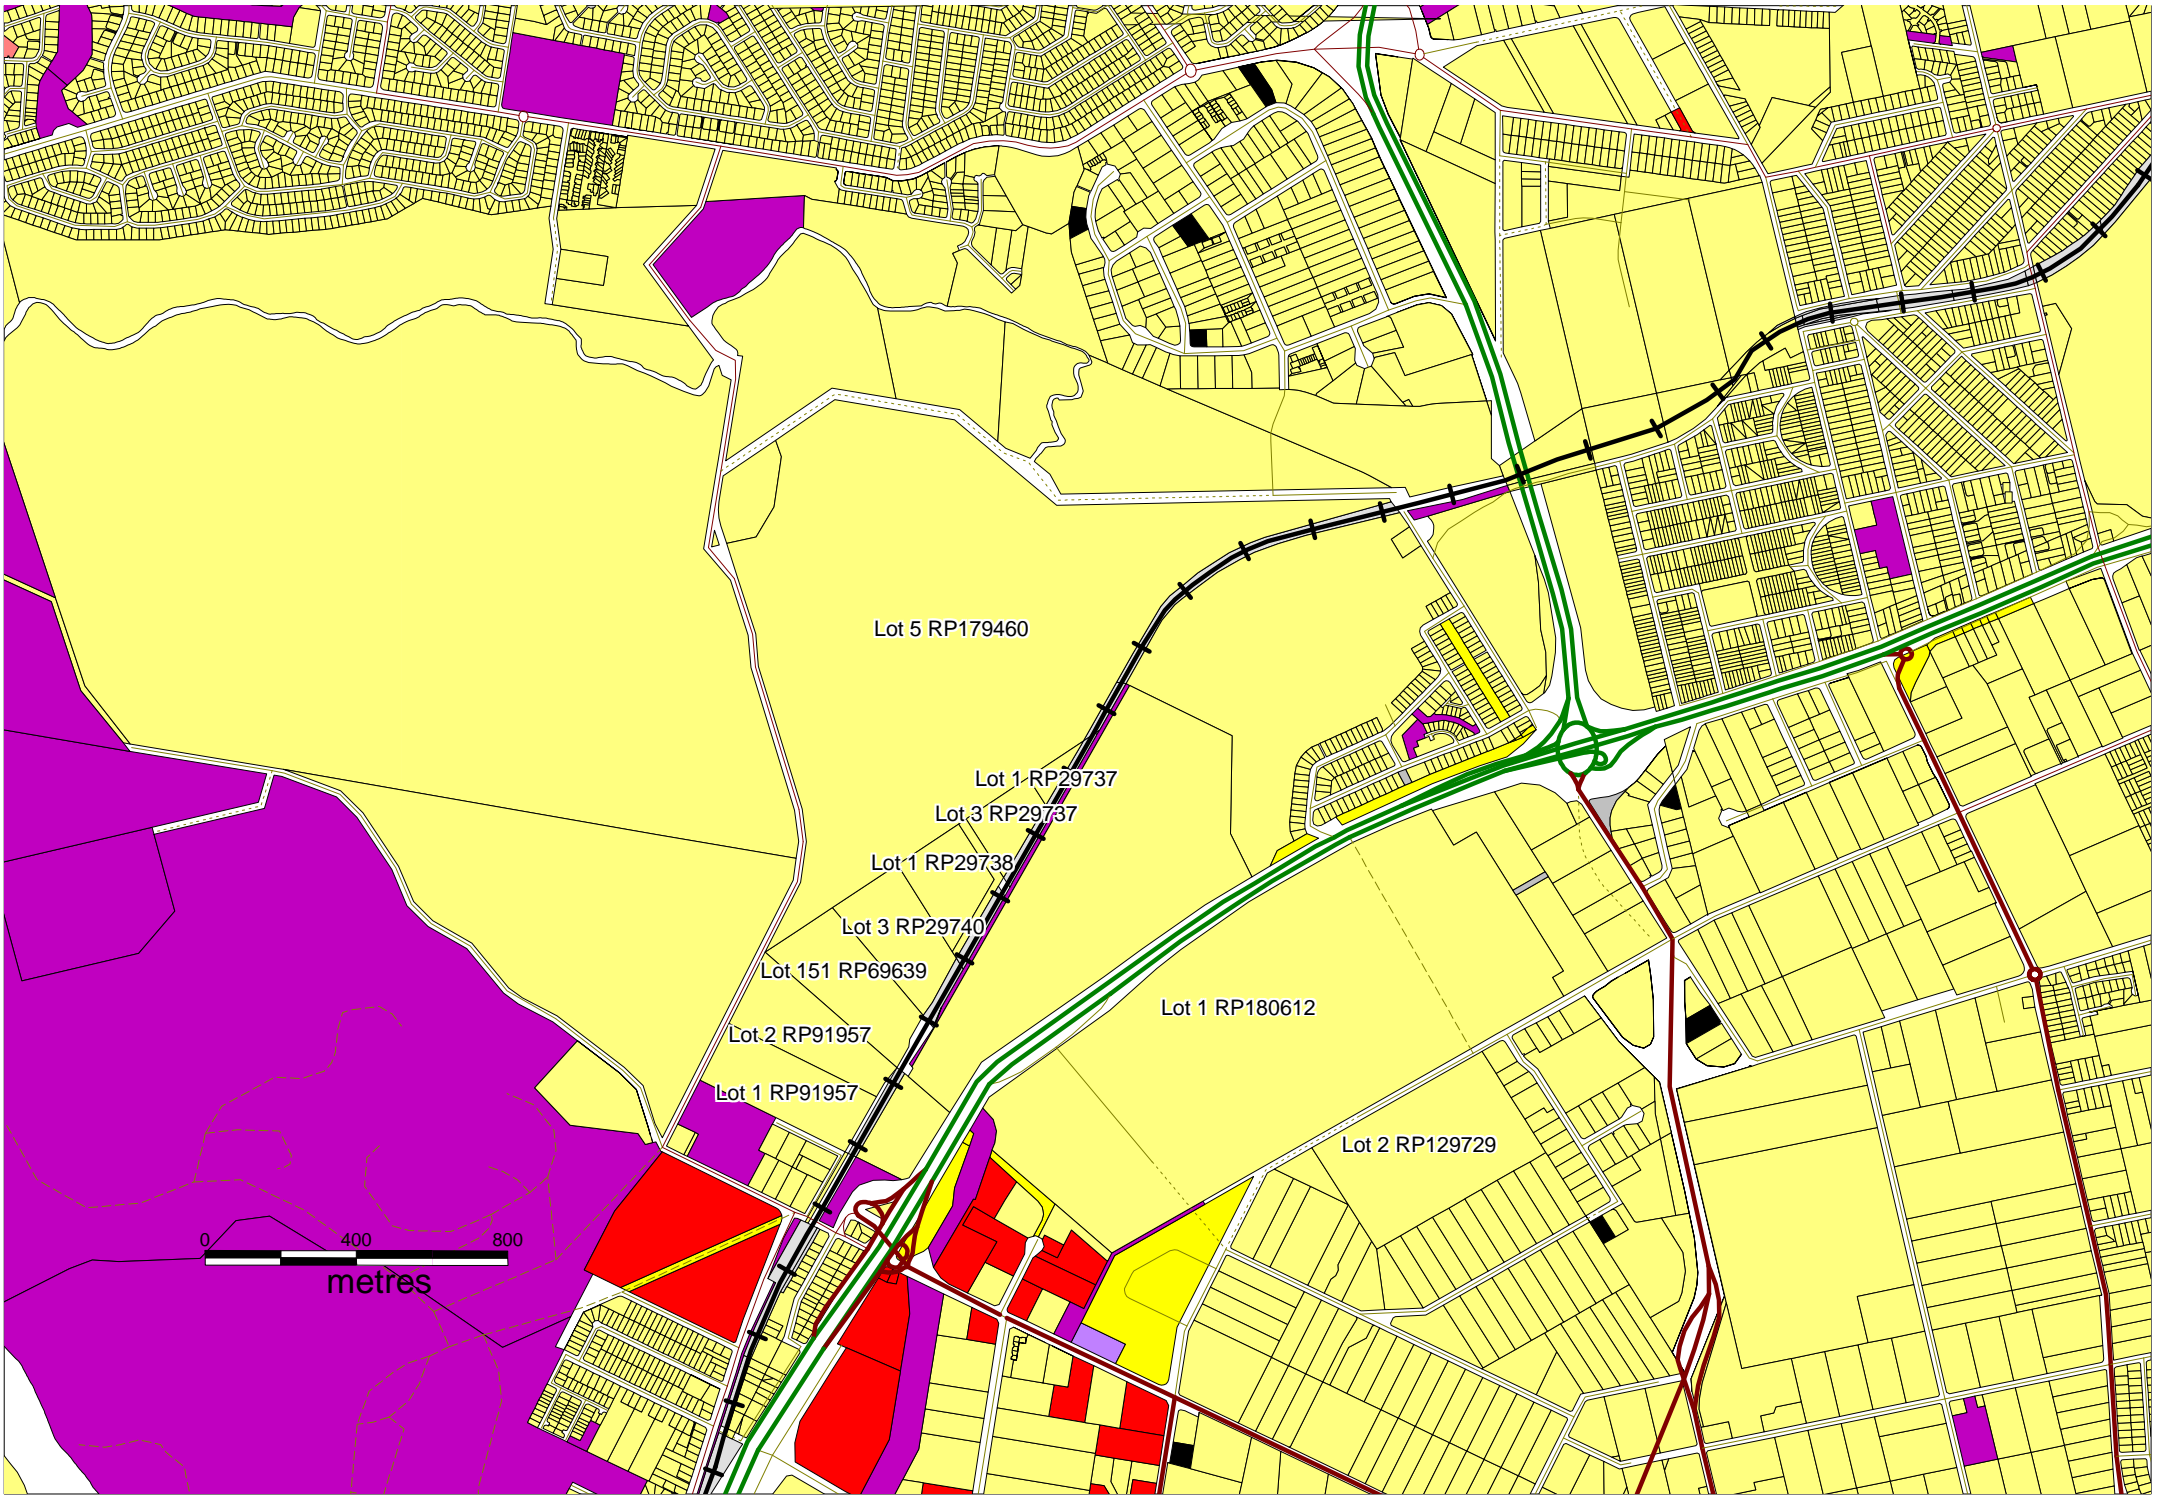 Lot 5 RP179460
Lot 1 RP29737
Lot 3 RP29737
Lot 1 RP29738
Lot 3 RP29740
Lot 151 RP69639
Lot 1 RP180612
Lot 2 RP91957
Lot 1 RP91957
Lot 2 RP129729
0 400 800
metres